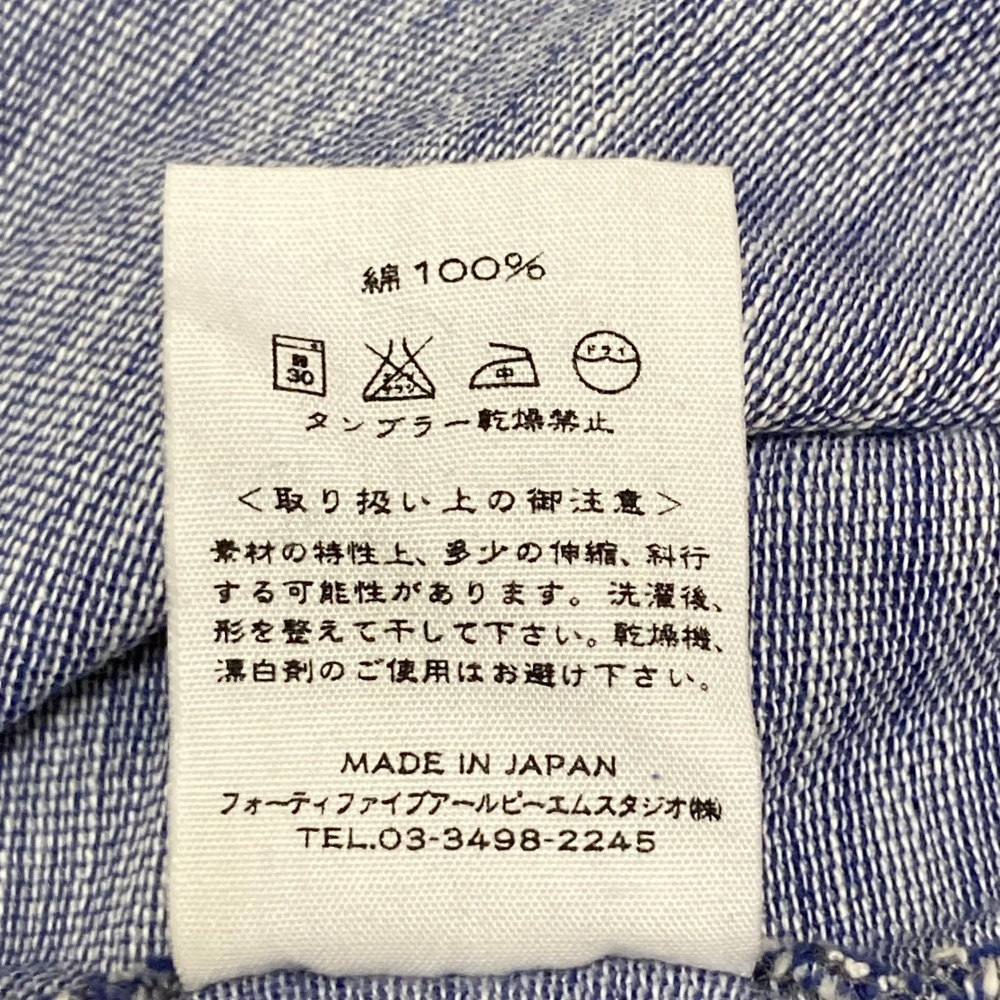 綿100%
30 中 ドライ
タンブラー乾燥禁止
<取り扱い上の御注意>
素材の特性上、多少の伸縮、斜行
する可能性があります。洗濯後、
形を整えて干して下さい。乾燥機、
漂白剤のご使用はお避け下さい。
MADE IN JAPAN
フォーティファイブアールピーエムスタジオ㈱
TEL.03-3498-2245